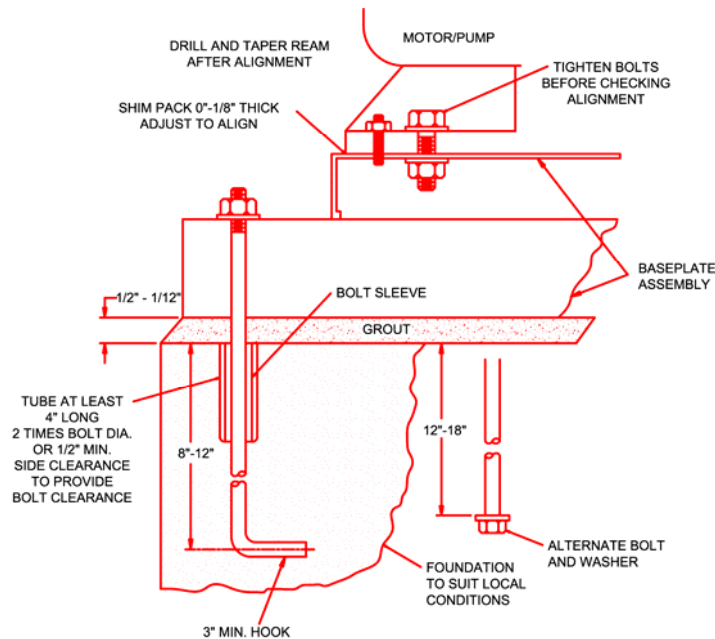 MOTOR/PUMP
DRILL AND TAPER REAM
AFTER ALIGNMENT
TIGHTEN BOLTS
BEFORE CHECKING
ALIGNMENT
SHIM PACK 0"-1/8" THICK
ADJUST TO ALIGN
BASEPLATE
ASSEMBLY
1/2" - 1/12"
BOLT SLEEVE
GROUT
TUBE AT LEAST
4" LONG
2 TIMES BOLT DIA.
OR 1/2" MIN.
SIDE CLEARANCE
TO PROVIDE
BOLT CLEARANCE
8"-12"
12"-18"
ALTERNATE BOLT
AND WASHER
FOUNDATION
TO SUIT LOCAL
CONDITIONS
3" MIN. HOOK